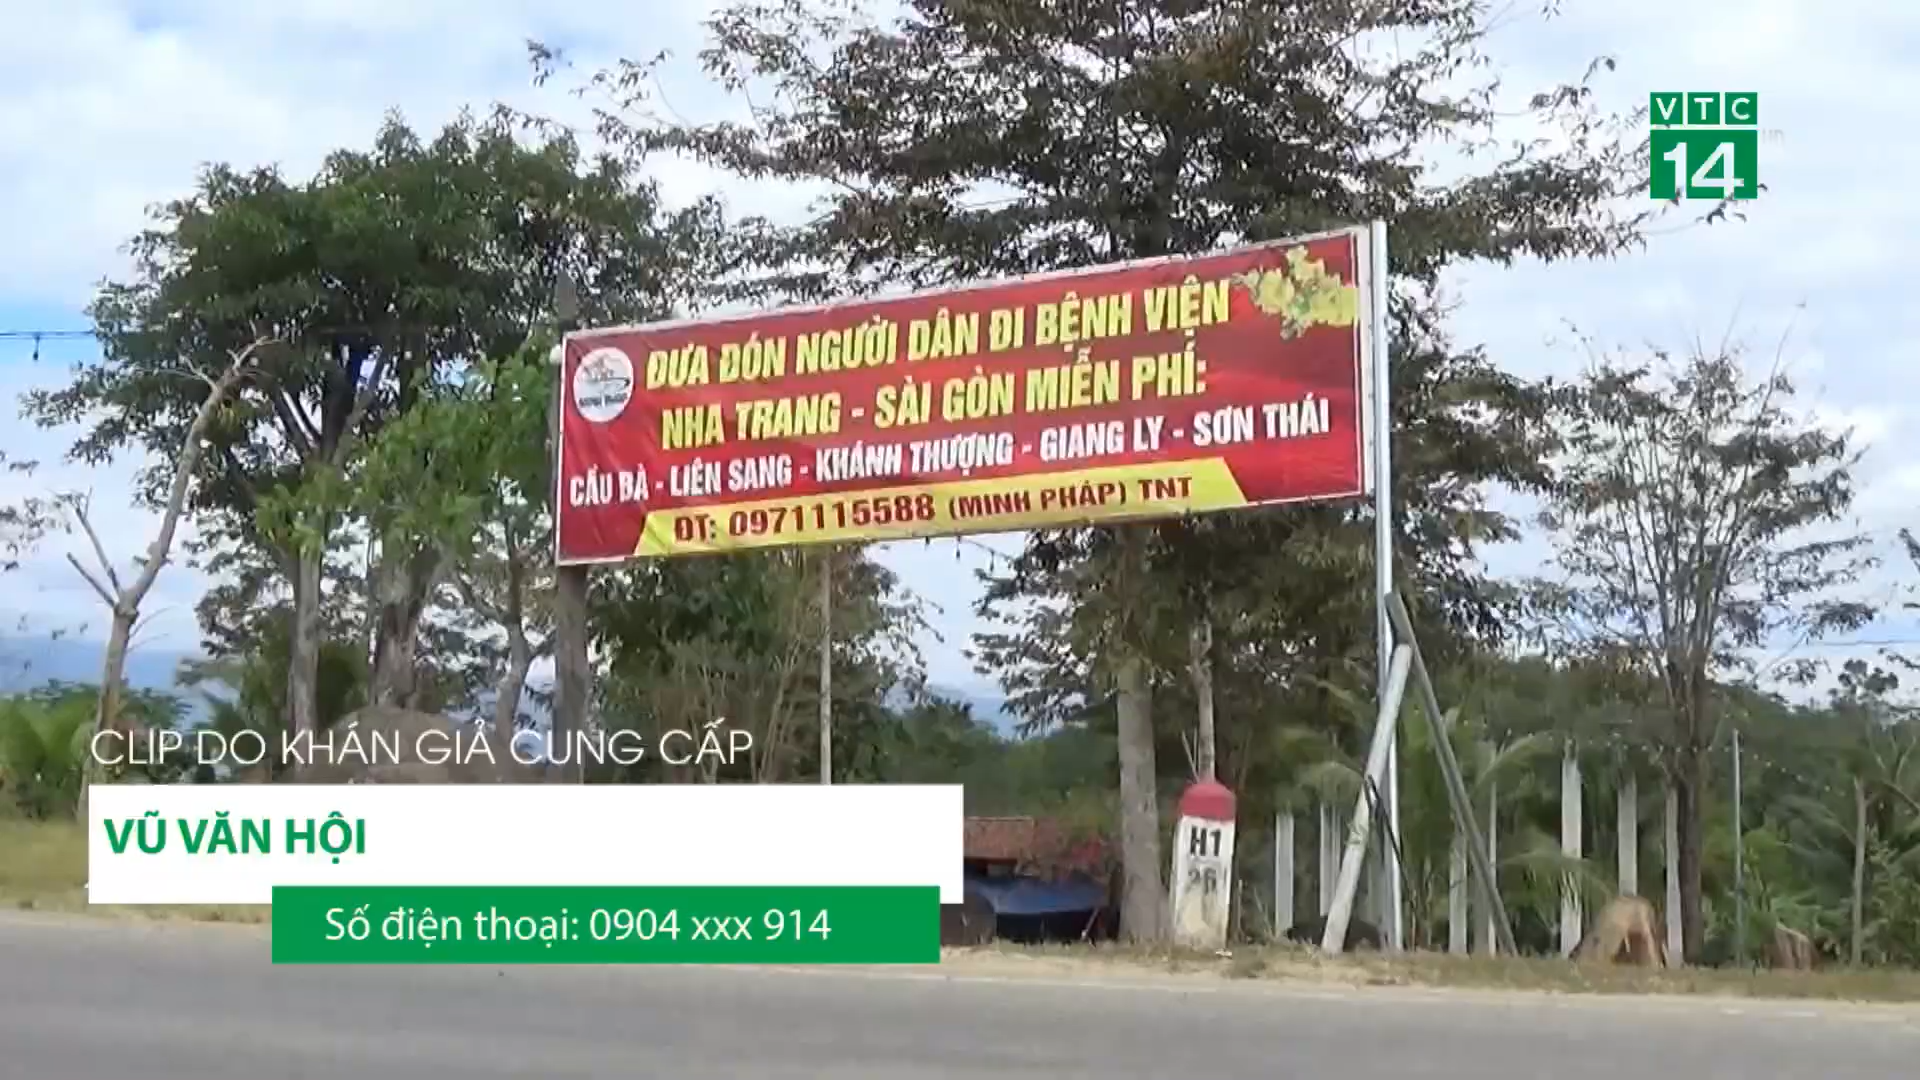 VTC
14
ĐƯA ĐÓN NGƯỜI DÂN ĐI BỆNH VIỆN
NHA TRANG - SÀI GÒN MIỄN PHÍ:
CẦU BÀ - LIÊN SANG - KHÁNH THƯỢNG - GIANG LY - SƠN THÁI
ĐT: 0971115588 (MINH PHÁP) TNT
CLIP DO KHÁN GIẢ CUNG CẤP
H1
VŨ VĂN HỘI
Số điện thoại: 0904 xxx 914